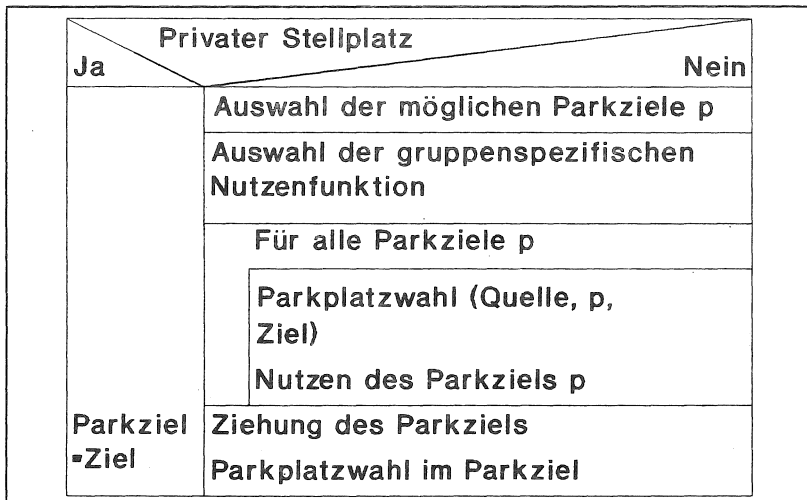 Privater Stellplatz
Ja
Nein
Auswahl der möglichen Parkziele p
Auswahl der gruppenspezifischen
Nutzenfunktion
Für alle Parkziele p
Parkplatzwahl (Quelle, p,
Ziel)
Nutzen des Parkziels p
Parkziel
=Ziel
Ziehung des Parkziels
Parkplatzwahl im Parkziel